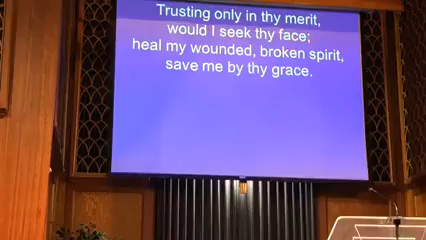 Trusting only in thy merit,
would I seek thy face;
heal my wounded, broken spirit,
save me by thy grace.